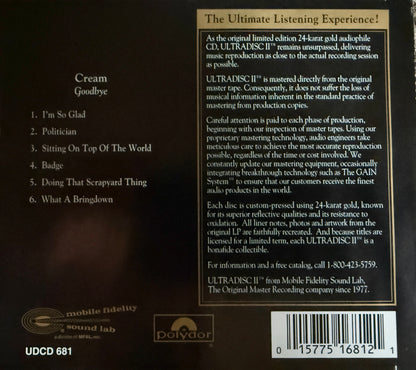 Cream
Goodbye
1. I'm So Glad
2. Politician
3. Sitting On Top Of The World
4. Badge
5. Doing That Scrapyard Thing
6. What A Bringdown
The Ultimate Listening Experience!
As the original limited edition 24-karat gold audiophile
CD, ULTRADISC II™ remains unsurpassed, delivering
music reproduction as close to the actual recording session
as possible.
ULTRADISC II™ is mastered directly from the original
master tape. Consequently, it does not suffer the loss of
musical information inherent in the standard practice of
mastering from production copies.
Careful attention is paid to each phase of production,
beginning with our inspection of master tapes. Using our
proprietary mastering technology, audio engineers take
meticulous care to achieve the most accurate reproduction
possible, regardless of the time or cost involved. We
constantly update our mastering equipment, occasionally
integrating breakthrough technology such as The GAIN
System™ to ensure that our customers receive the finest
audio products in the world.
Each disc is custom-pressed using 24-karat gold, known
for its superior reflective qualities and its resistance to
oxidation. All liner notes, photos and artwork from the
original LP are faithfully recreated. And because titles are
licensed for a limited term, each ULTRADISC II™ is a
bonafide collectible.
For information and a free catalog, call 1-800-423-5759.
ULTRADISC II™ from Mobile Fidelity Sound Lab,
The Original Master Recording company since 1977.
mobile fidelity
sound lab
a division of MFSL, Inc.
UDCD 681
polydor
0 15775 16812 1